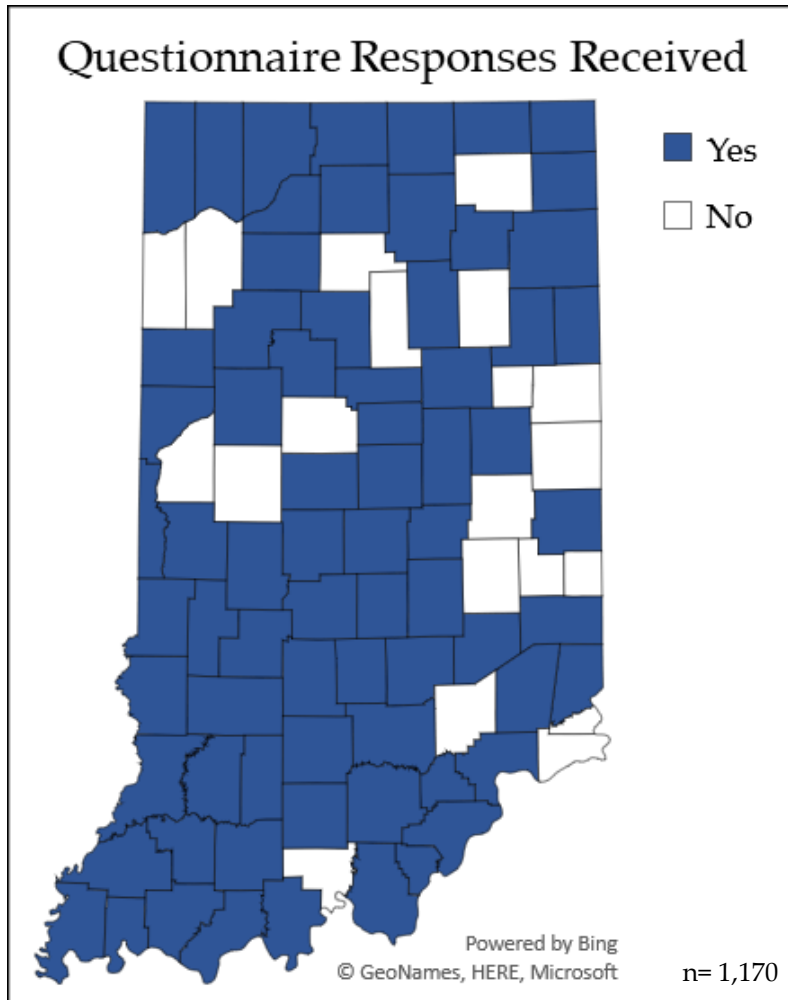 Questionnaire Responses Received
Yes
No
Powered by Bing
© GeoNames, HERE, Microsoft
n= 1,170